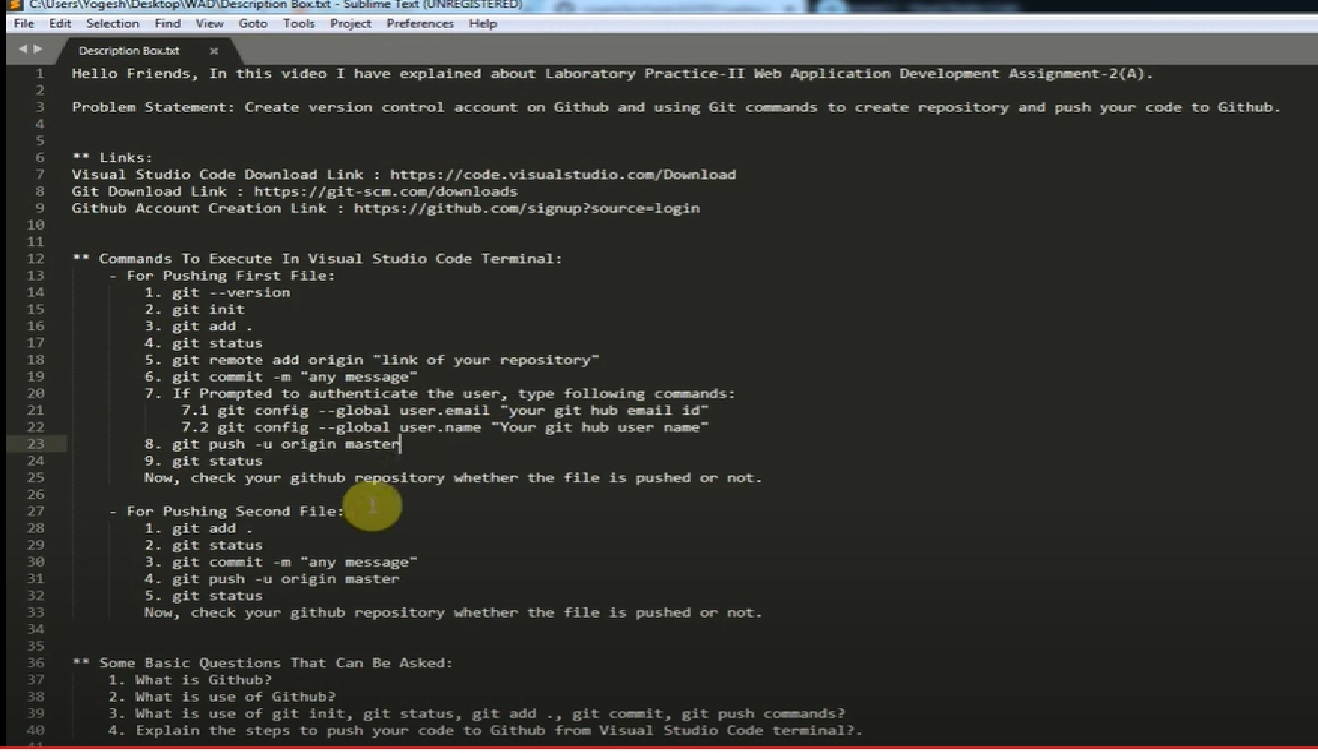 C:\Users\Yogesh\Desktop\WAD\Description Box.txt - Sublime Text (UNREGISTERED)
File Edit Selection Find View Goto Tools Project Preferences Help
Description Box.txt ×
1 Hello Friends, In this video I have explained about Laboratory Practice-II Web Application Development Assignment-2(A).
2
3 Problem Statement: Create version control account on Github and using Git commands to create repository and push your code to Github.
4
5
6 ** Links:
7 Visual Studio Code Download Link : https://code.visualstudio.com/Download
8 Git Download Link : https://git-scm.com/downloads
9 Github Account Creation Link : https://github.com/signup?source=login
10
11
12 ** Commands To Execute In Visual Studio Code Terminal:
13 - For Pushing First File:
14 1. git --version
15 2. git init
16 3. git add .
17 4. git status
18 5. git remote add origin "link of your repository"
19 6. git commit -m "any message"
20 7. If Prompted to authenticate the user, type following commands:
21 7.1 git config --global user.email "your git hub email id"
22 7.2 git config --global user.name "Your git hub user name"
23 8. git push -u origin master
24 9. git status
25 Now, check your github repository whether the file is pushed or not.
26
27 - For Pushing Second File:
28 1. git add .
29 2. git status
30 3. git commit -m "any message"
31 4. git push -u origin master
32 5. git status
33 Now, check your github repository whether the file is pushed or not.
34
35
36 ** Some Basic Questions That Can Be Asked:
37 1. What is Github?
38 2. What is use of Github?
39 3. What is use of git init, git status, git add ., git commit, git push commands?
40 4. Explain the steps to push your code to Github from Visual Studio Code terminal?.
41